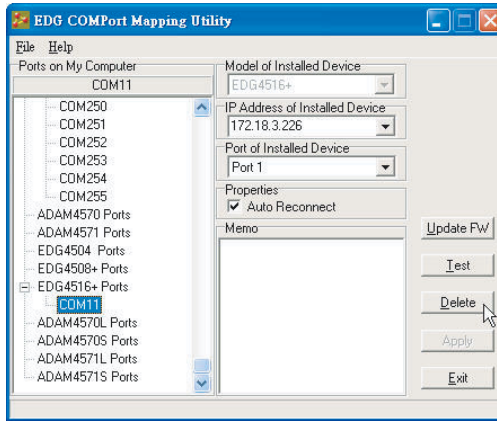 EDG COMPort Mapping Utility
File Help
Ports on My Computer
COM11
COM250
COM251
COM252
COM253
COM254
COM255
ADAM4570 Ports
ADAM4571 Ports
EDG4504 Ports
EDG4508+ Ports
EDG4516+ Ports
COM11
ADAM4570L Ports
ADAM4570S Ports
ADAM4571L Ports
ADAM4571S Ports
Model of Installed Device
EDG4516+
IP Address of Installed Device
172.18.3.226
Port of Installed Device
Port 1
Properties
Auto Reconnect
Memo
Update FW
Test
Delete
Apply
Exit